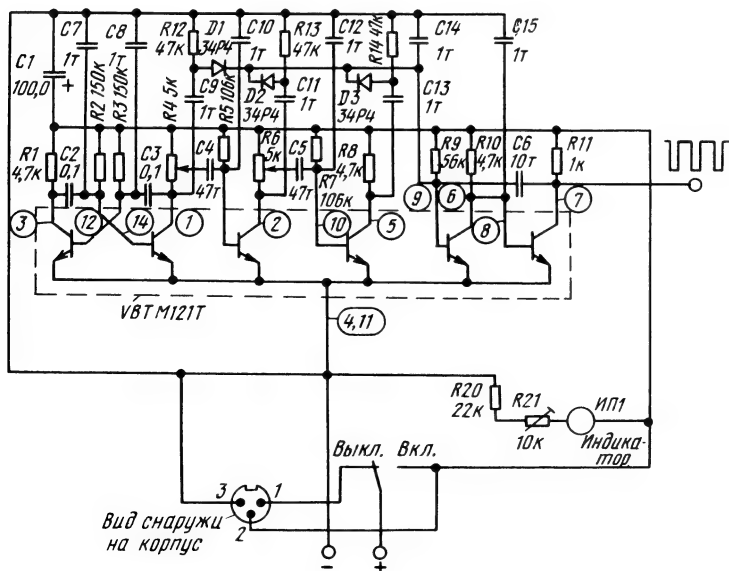 C1
100,0
+
C7
1т
C8
1т
R12
47к
D1
34P4
C10
1т
R13
47к
C12
1т
R14 47к
C14
1т
C15
1т
R2 150к
R3 150к
R4 5к
C9
1т
R5 106к
D2
34P4
C11
1т
D3
34P4
C13
1т
R1
4,7к
C2
0,1
C3
0,1
C4
47т
R6
5к
C5
47т
R7
106к
R8
4,7к
R9
56к
R10
4,7к
C6
10т
R11
1к
3
12
14
1
2
10
5
9
6
8
7
VBT M121T
4,11
R20
22к
R21
10к
ИП1
Индика-
тор
Выкл.
Вкл.
3
1
2
Вид снаружи
на корпус
-
+